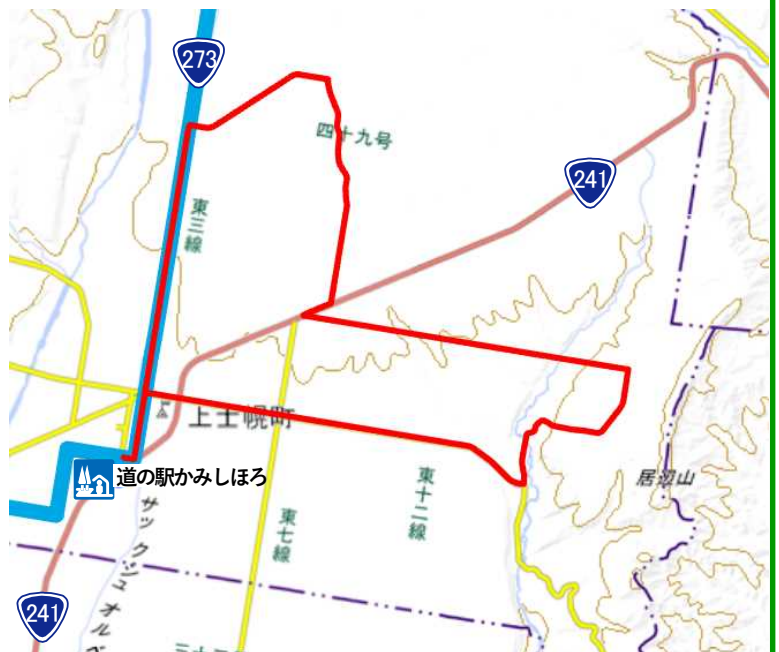 273
四十九号
241
東三線
上士幌町
道の駅かみしほろ
居辺山
東十二線
東七線
サックシュオルベ
241